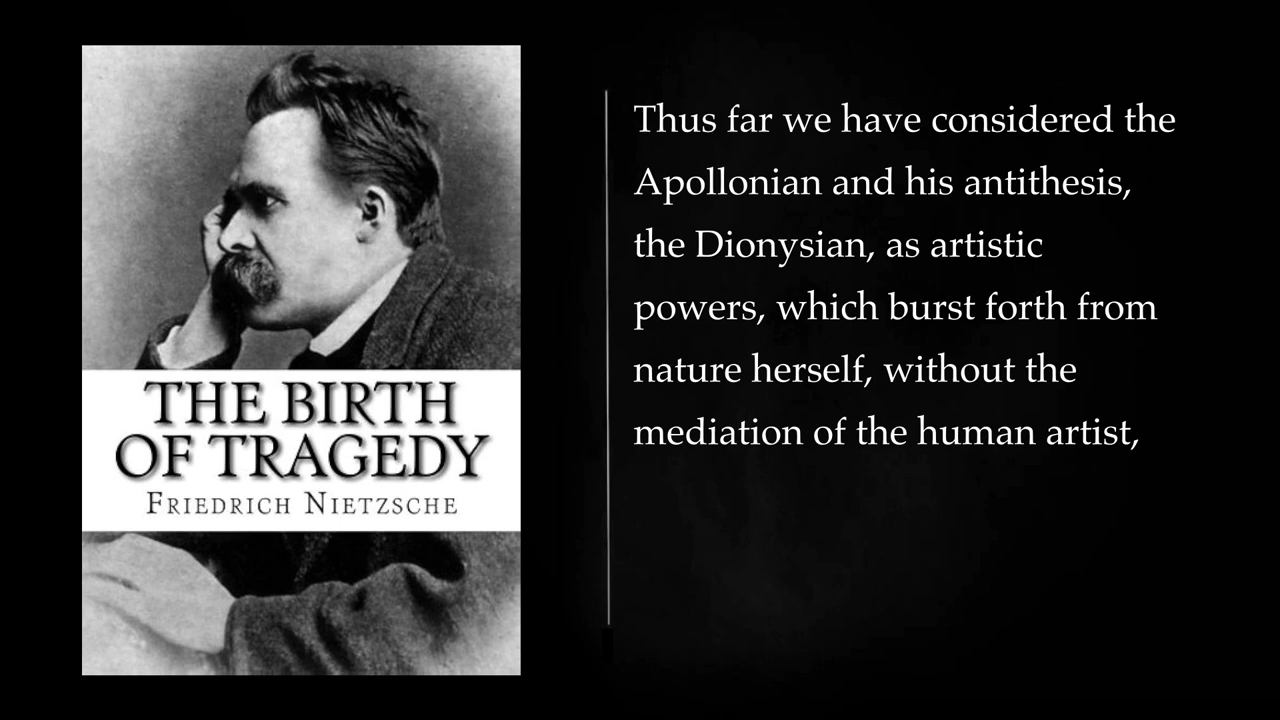 THE BIRTH
OF TRAGEDY
Friedrich Nietzsche
Thus far we have considered the
Apollonian and his antithesis,
the Dionysian, as artistic
powers, which burst forth from
nature herself, without the
mediation of the human artist,